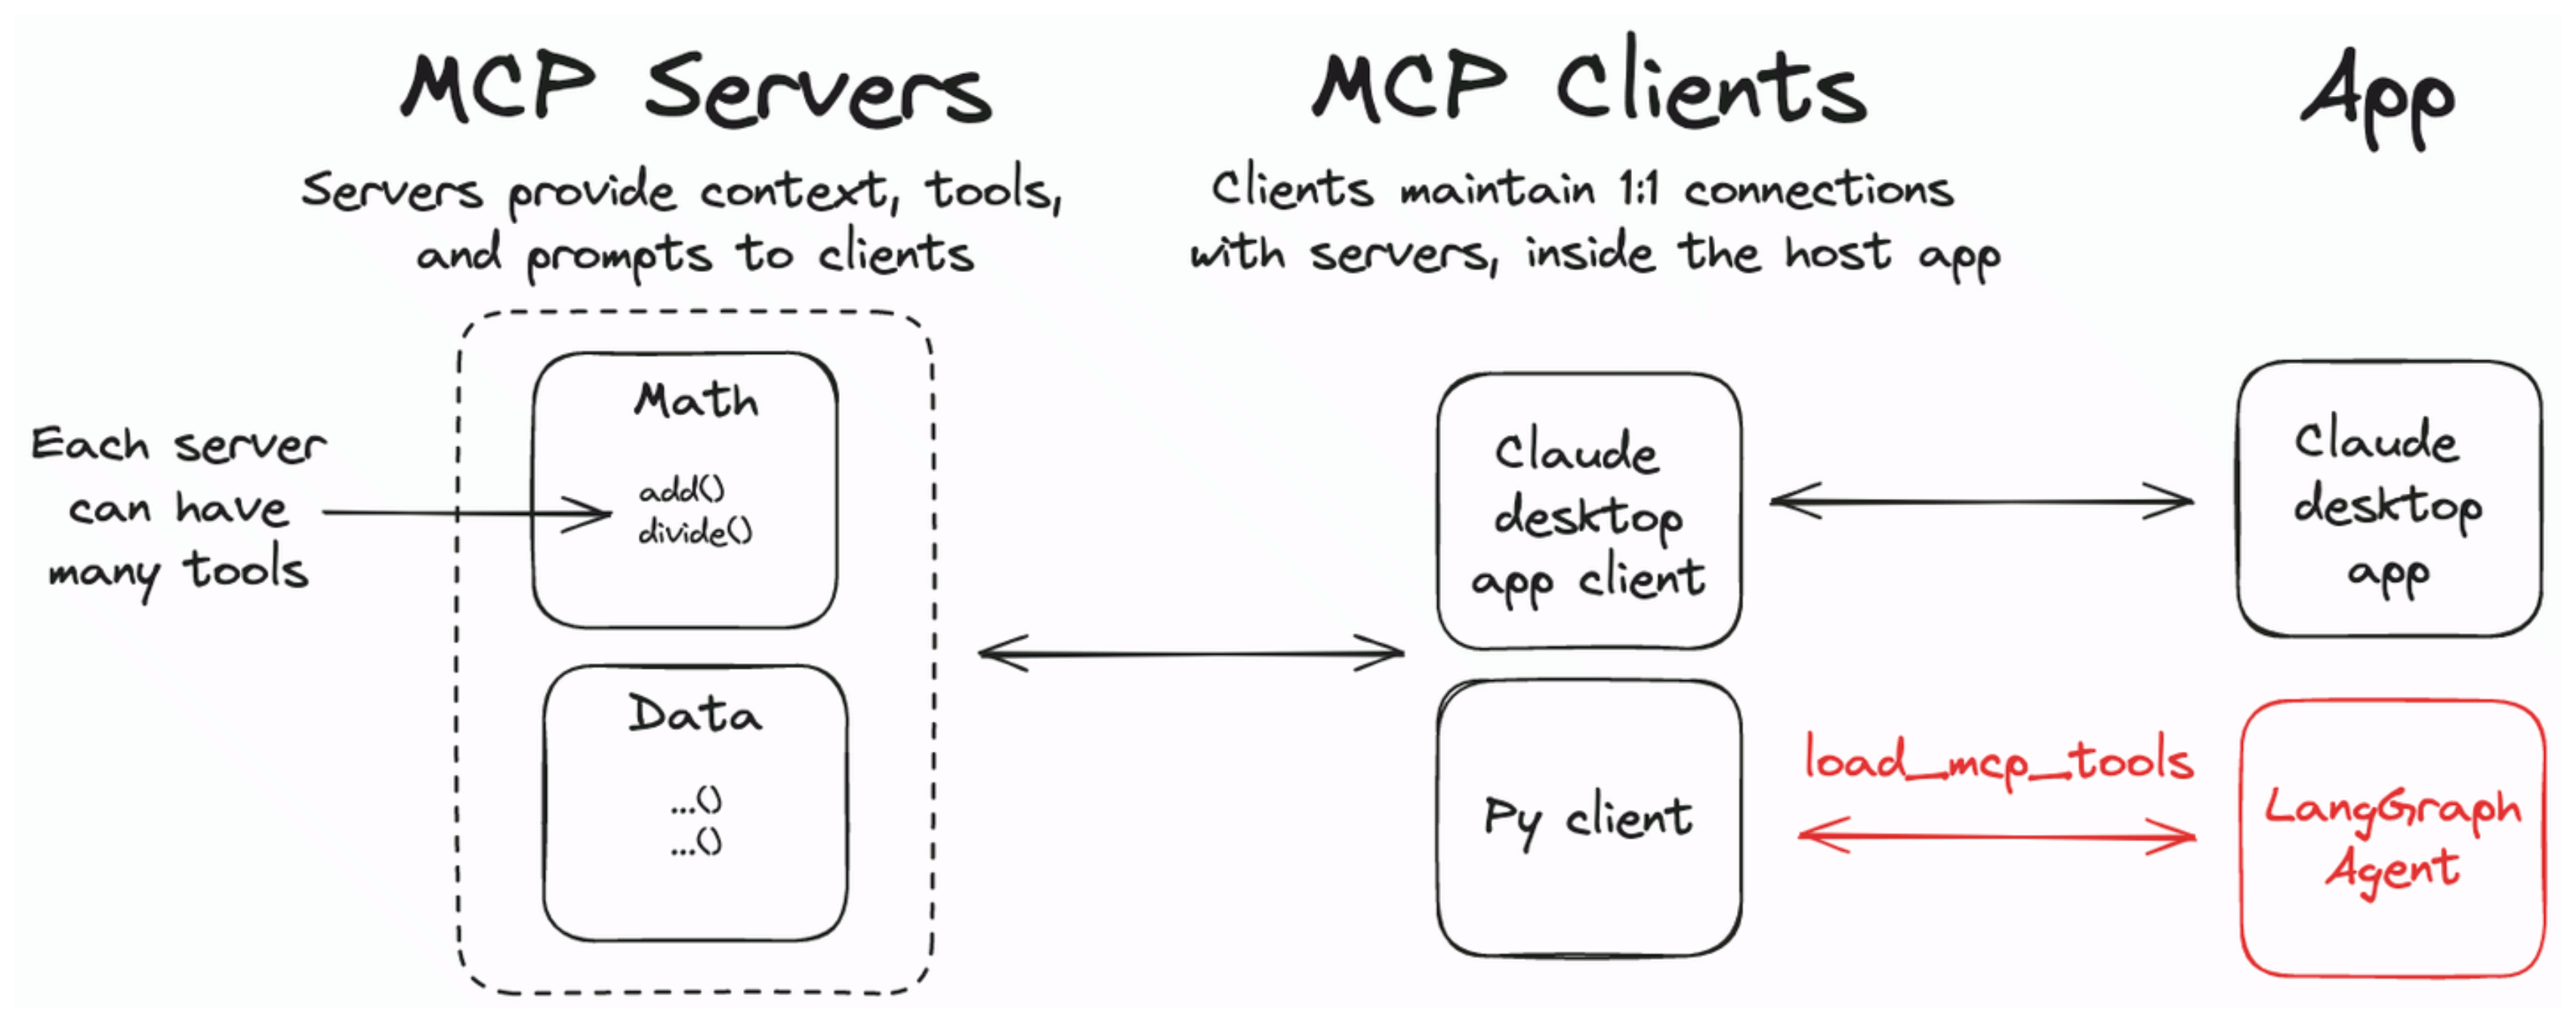 MCP Servers
Servers provide context, tools,
and prompts to clients
Each server
can have
many tools
Math
add()
divide()
Data
...()
...()
MCP Clients
Clients maintain 1:1 connections
with servers, inside the host app
Claude
desktop
app client
Py client
load_mcp_tools
App
Claude
desktop
app
LangGraph
Agent